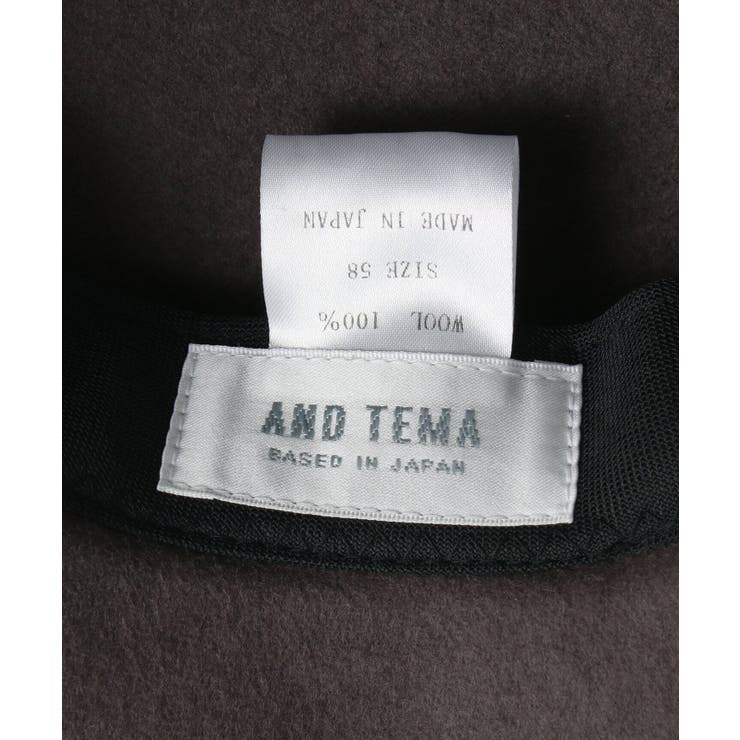 WOOL 100%
SIZE 58
MADE IN JAPAN
AND TEMA
BASED IN JAPAN